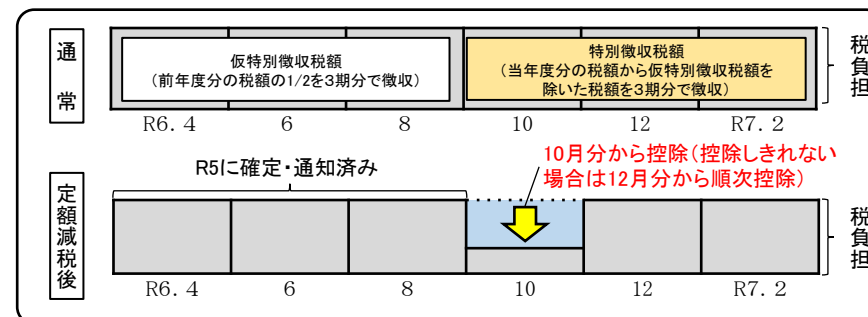 通常
仮特別徴収税額
(前年度分の税額の1/2を3期分で徴収)
特別徴収税額
(当年度分の税額から仮特別徴収税額を
除いた税額を3期分で徴収)
税負担
R6.4 6 8 10 12 R7.2
R5に確定・通知済み
10月分から控除(控除しきれない
場合は12月分から順次控除)
定額減税後
税負担
R6.4 6 8 10 12 R7.2